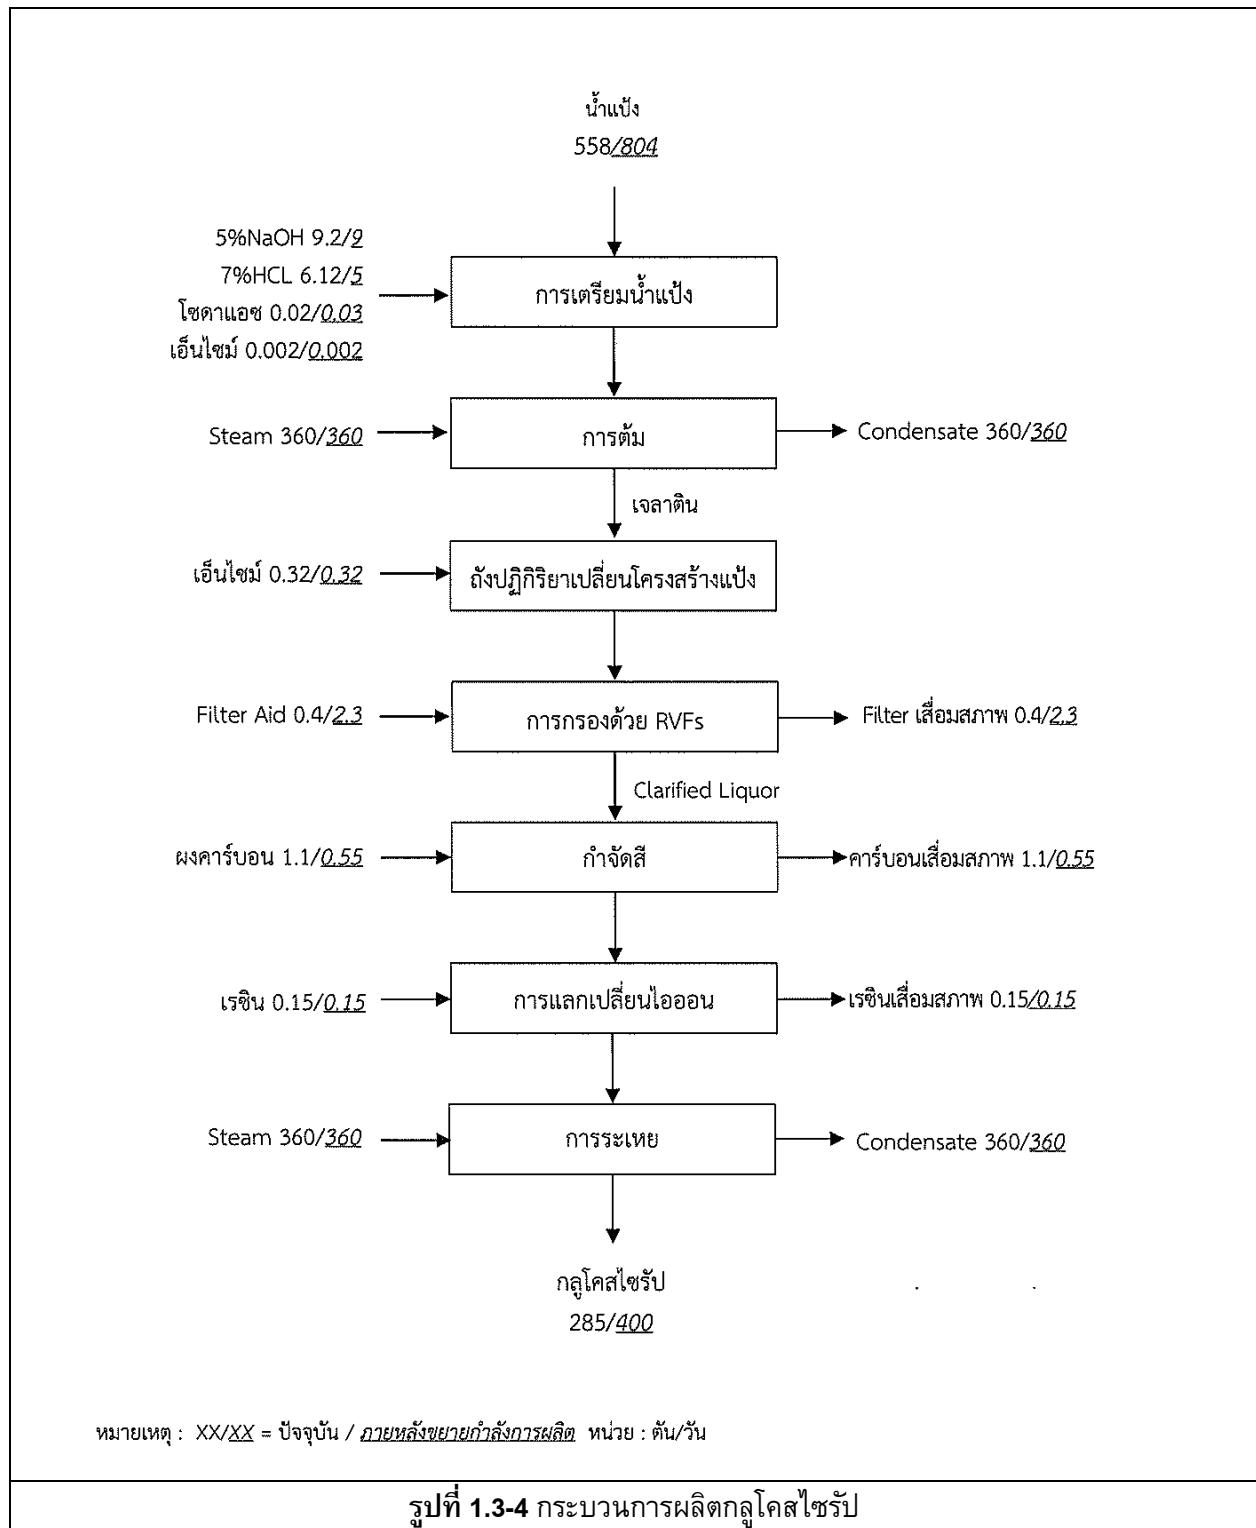 น้ำแป้ง
558/804
5%NaOH 9.2/9
7%HCL 6.12/5
โซดาแอซ 0.02/0.03
เอ็นไซม์ 0.002/0.002
การเตรียมน้ำแป้ง
Steam 360/360
การต้ม
Condensate 360/360
เจลาติน
เอ็นไซม์ 0.32/0.32
ถังปฏิกิริยาเปลี่ยนโครงสร้างแป้ง
Filter Aid 0.4/2.3
การกรองด้วย RVFs
Filter เสื่อมสภาพ 0.4/2.3
Clarified Liquor
ผงคาร์บอน 1.1/0.55
กำจัดสี
คาร์บอนเสื่อมสภาพ 1.1/0.55
เรซิน 0.15/0.15
การแลกเปลี่ยนไอออน
เรซินเสื่อมสภาพ 0.15/0.15
Steam 360/360
การระเหย
Condensate 360/360
กลูโคสไซรัป
285/400
หมายเหตุ : XX/XX = ปัจจุบัน / ภายหลังขยายกำลังการผลิต หน่วย : ตัน/วัน
รูปที่ 1.3-4 กระบวนการผลิตกลูโคสไซรัป